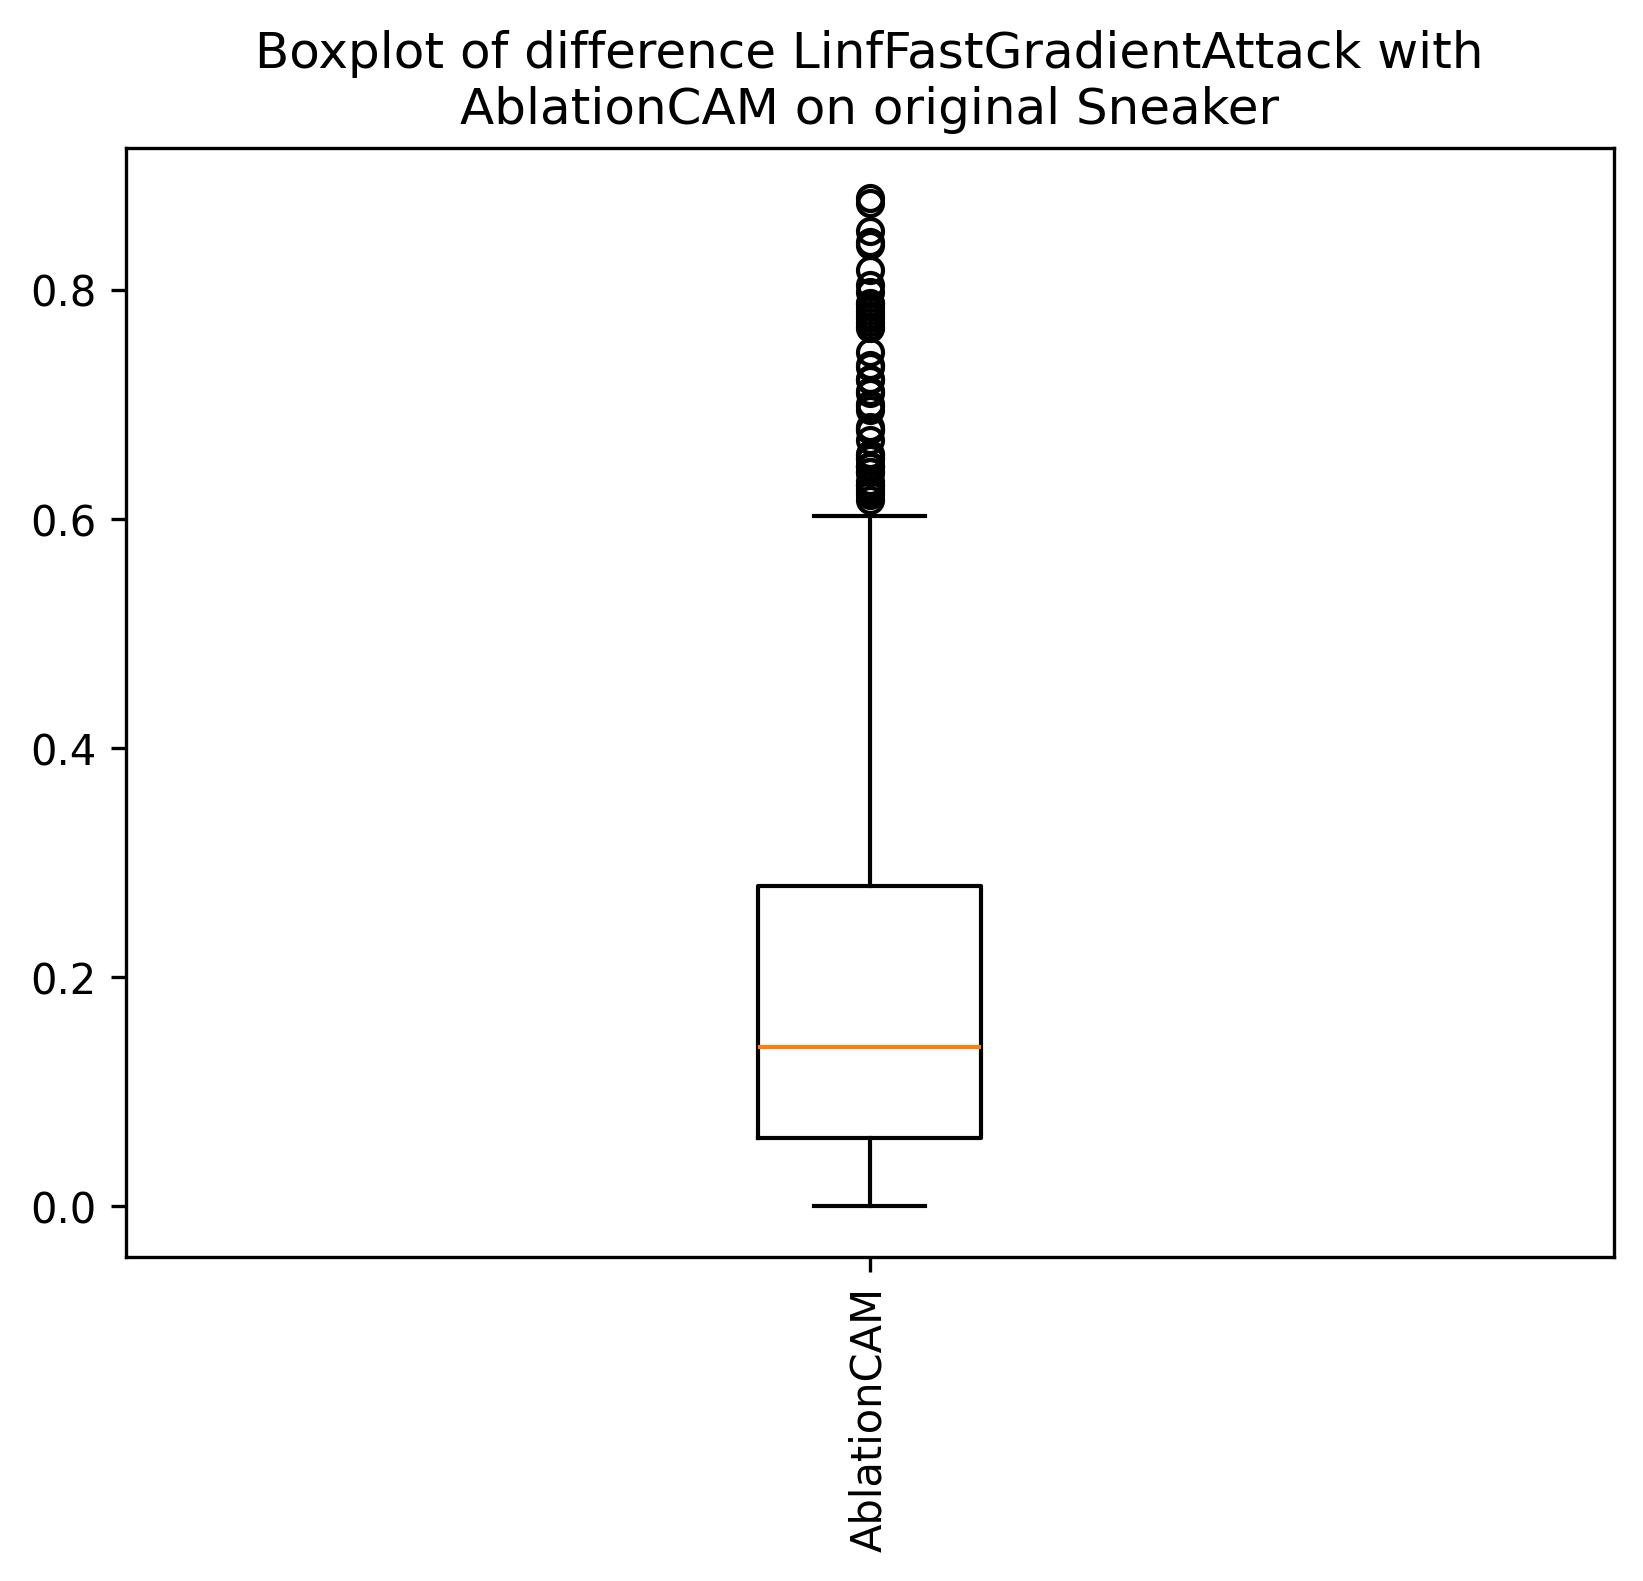 Boxplot of difference LinfFastGradientAttack with
AblationCAM on original Sneaker
0.8
0.6
0.4
0.2
0.0
AblationCAM